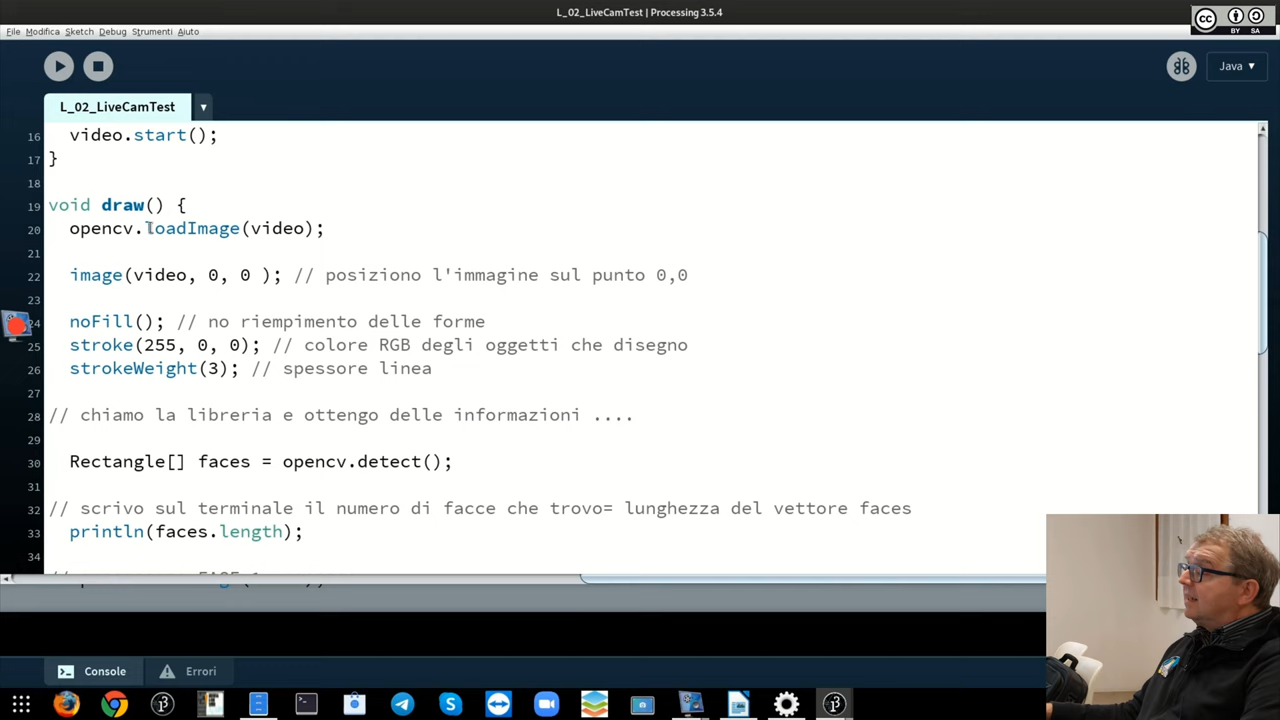 L_02_LiveCamTest | Processing 3.5.4
CC BY SA
File Modifica Sketch Debug Strumenti Aiuto
Java ▼
L_02_LiveCamTest ▼
16 video.start();
17 }
18
19 void draw() {
20 opencv.loadImage(video);
21
22 image(video, 0, 0 ); // posiziono l'immagine sul punto 0,0
23
24 noFill(); // no riempimento delle forme
25 stroke(255, 0, 0); // colore RGB degli oggetti che disegno
26 strokeWeight(3); // spessore linea
27
28 // chiamo la libreria e ottengo delle informazioni ....
29
30 Rectangle[] faces = opencv.detect();
31
32 // scrivo sul terminale il numero di facce che trovo= lunghezza del vettore faces
33 println(faces.length);
34
Console Errori